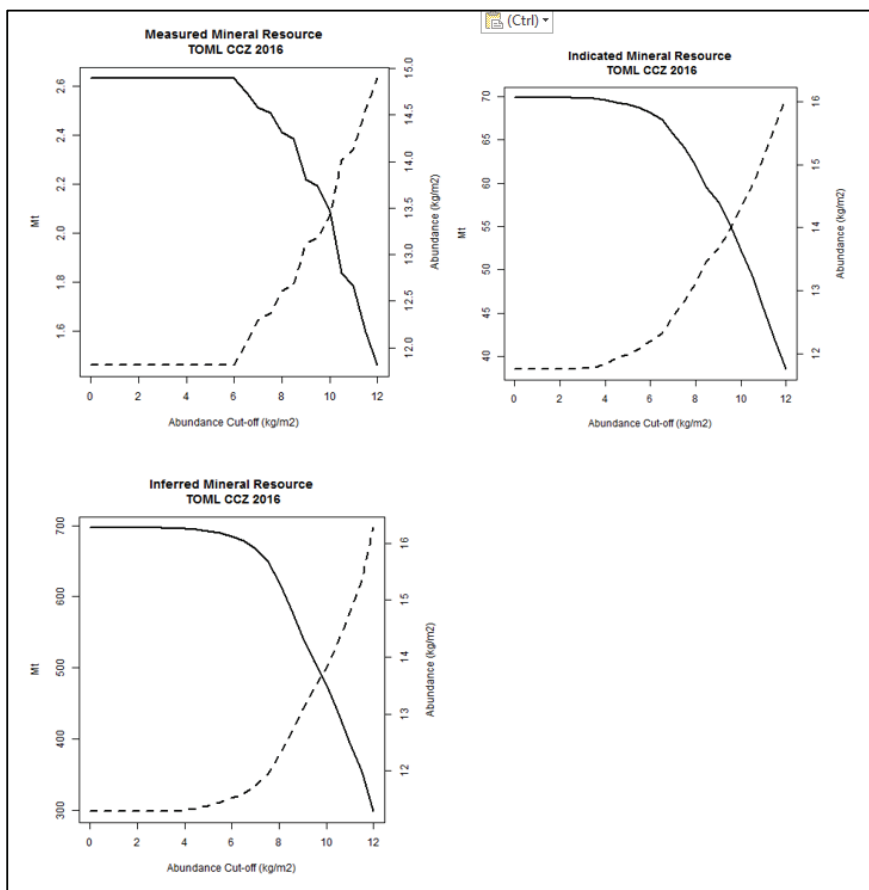 (Ctrl)
Measured Mineral Resource
TOML CCZ 2016
2.6
2.4
2.2
2.0
1.8
1.6
Mt
15.0
14.5
14.0
13.5
13.0
12.5
12.0
Abundance (kg/m2)
0 2 4 6 8 10 12
Abundance Cut-off (kg/m2)
Indicated Mineral Resource
TOML CCZ 2016
70
65
60
55
50
45
40
Mt
16
15
14
13
12
Abundance (kg/m2)
0 2 4 6 8 10 12
Abundance Cut-off (kg/m2)
Inferred Mineral Resource
TOML CCZ 2016
700
600
500
400
300
Mt
16
15
14
13
12
Abundance (kg/m2)
0 2 4 6 8 10 12
Abundance Cut-off (kg/m2)